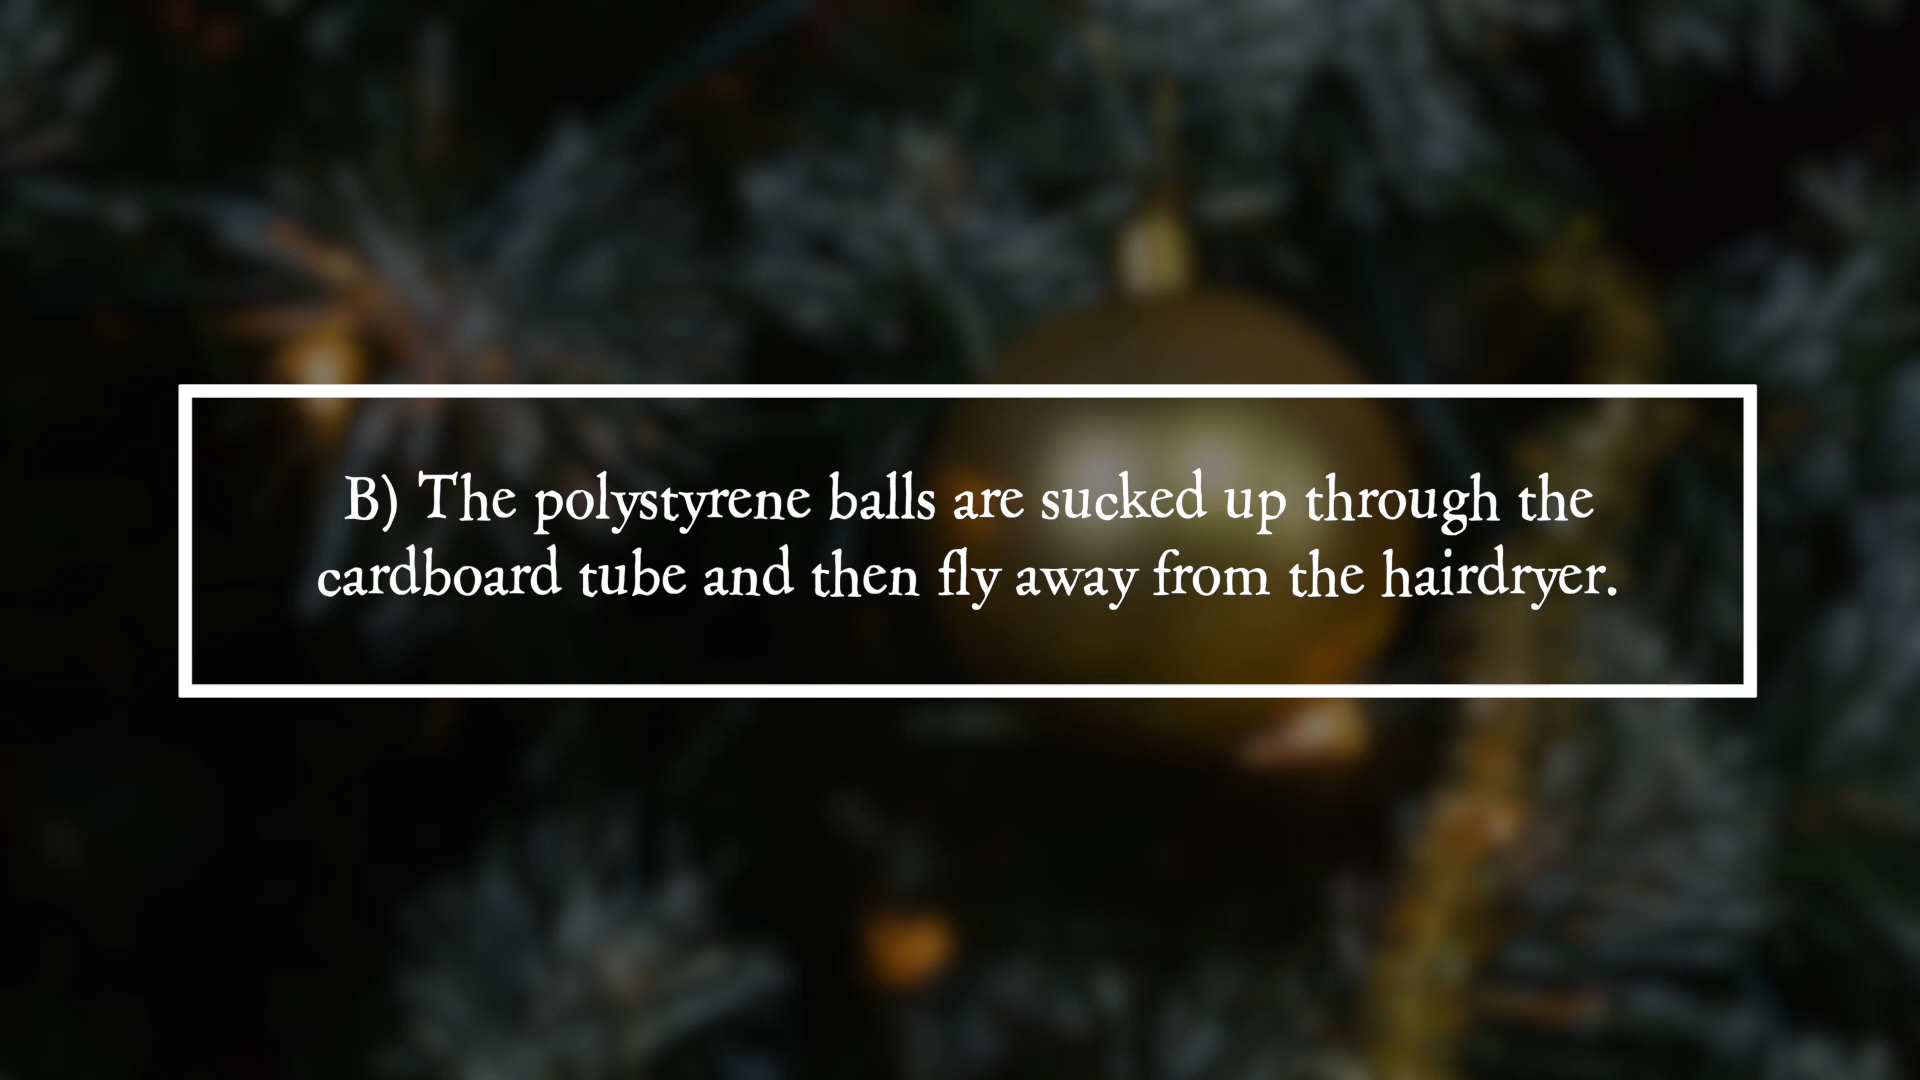 B) The polystyrene balls are sucked up through the
cardboard tube and then fly away from the hairdryer.